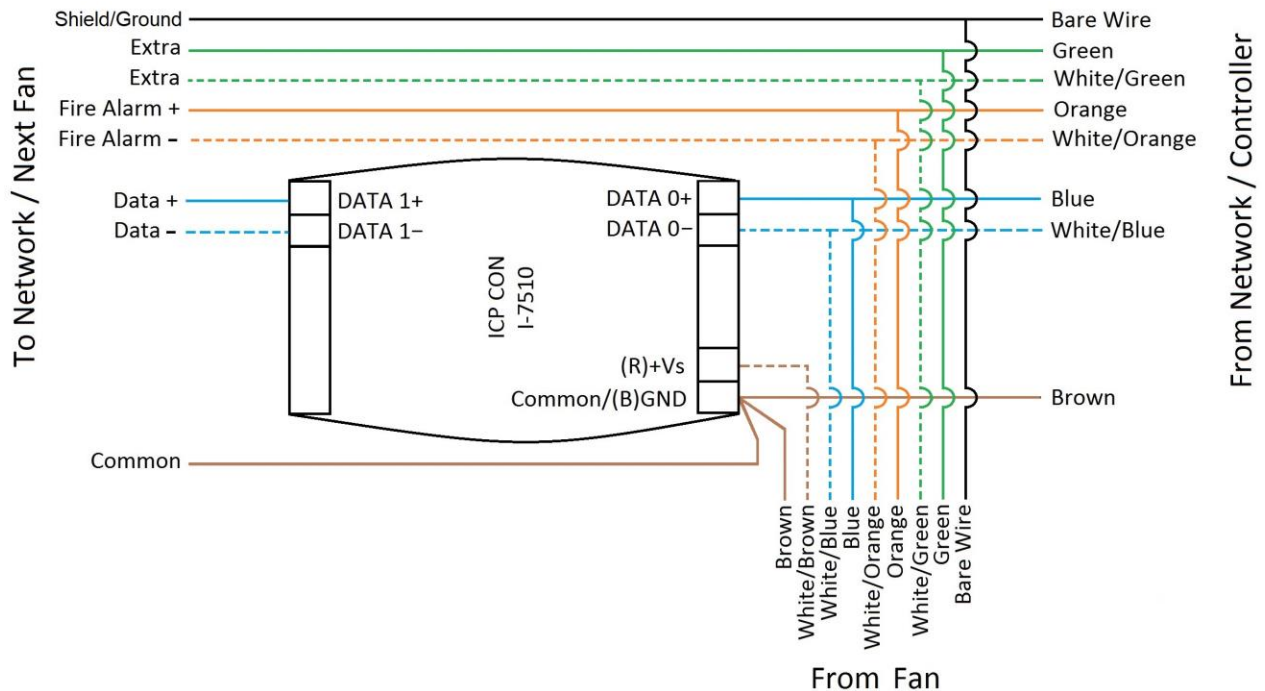 Shield/Ground
Extra
Extra
Fire Alarm +
Fire Alarm –
Data +
Data –
Common
To Network / Next Fan
DATA 1+
DATA 1–
ICP CON
I-7510
DATA 0+
DATA 0–
(R)+Vs
Common/(B)GND
Bare Wire
Green
White/Green
Orange
White/Orange
Blue
White/Blue
Brown
From Network / Controller
Brown
White/Brown
White/Blue
Blue
White/Orange
Orange
White/Green
Green
Bare Wire
From Fan